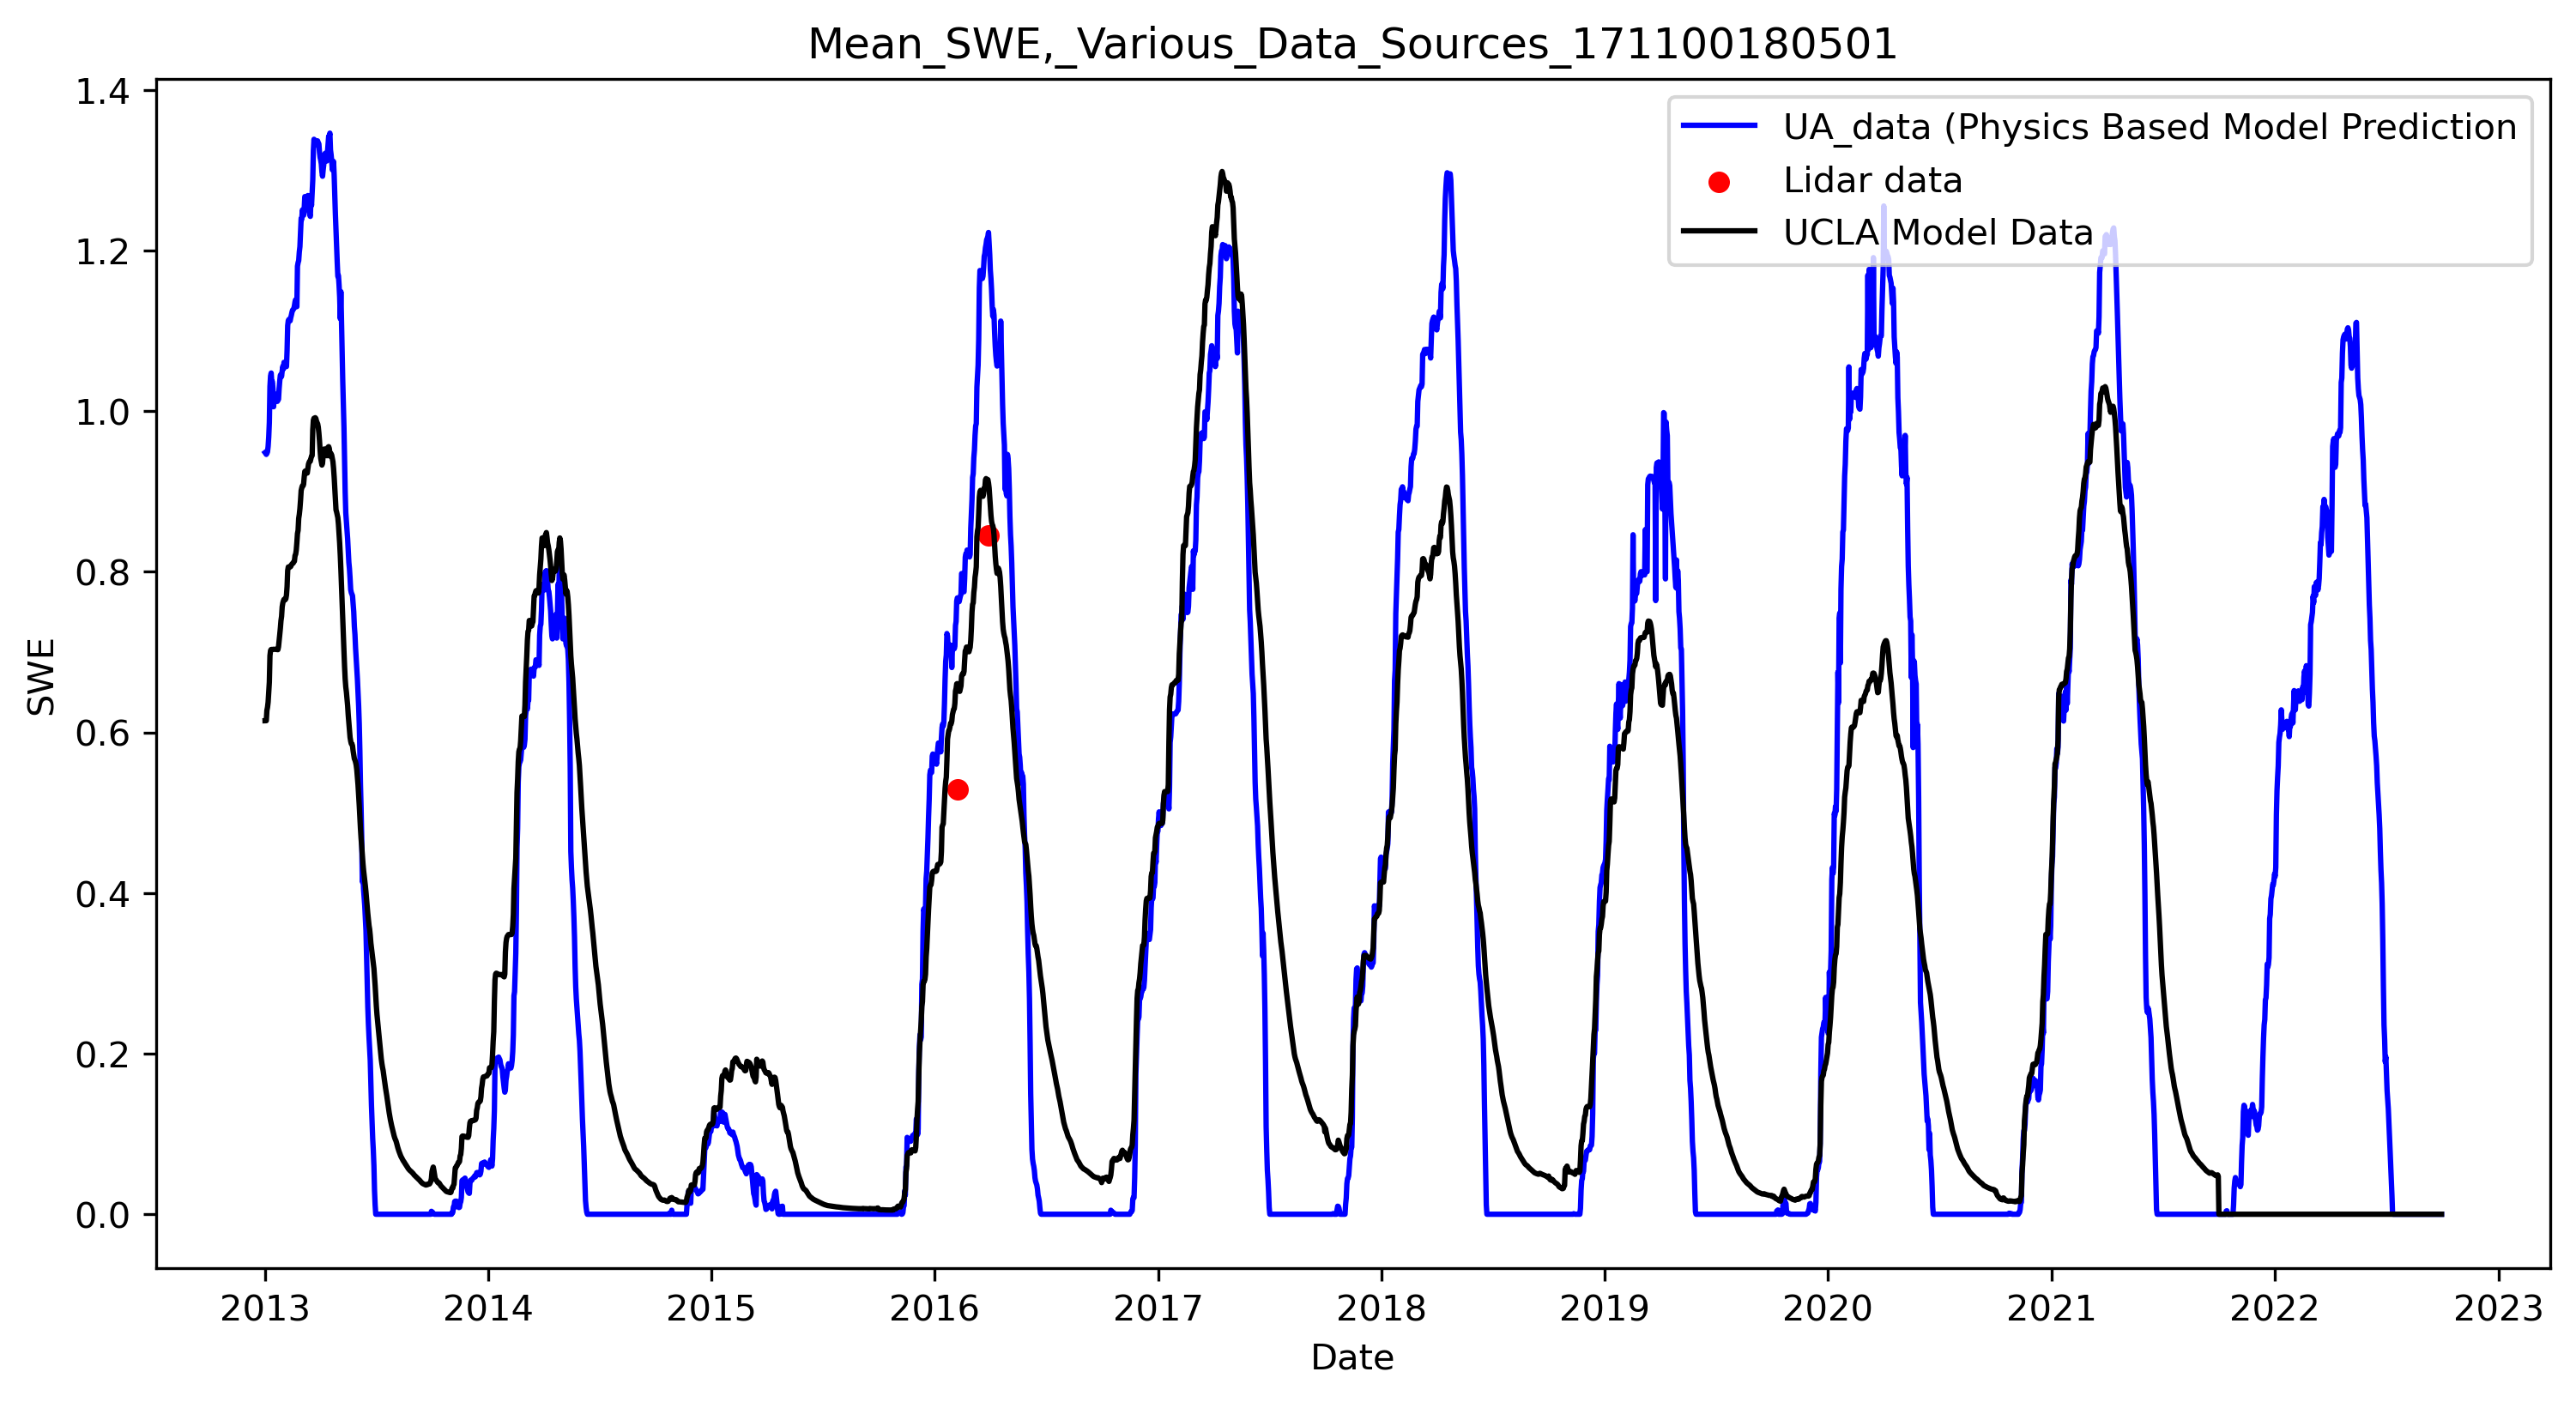 Mean_SWE,_Various_Data_Sources_171100180501
1.4
1.2
1.0
0.8
0.6
0.4
0.2
0.0
SWE
UA_data (Physics Based Model Prediction
Lidar data
UCLA Model Data
2013 2014 2015 2016 2017 2018 2019 2020 2021 2022 2023
Date